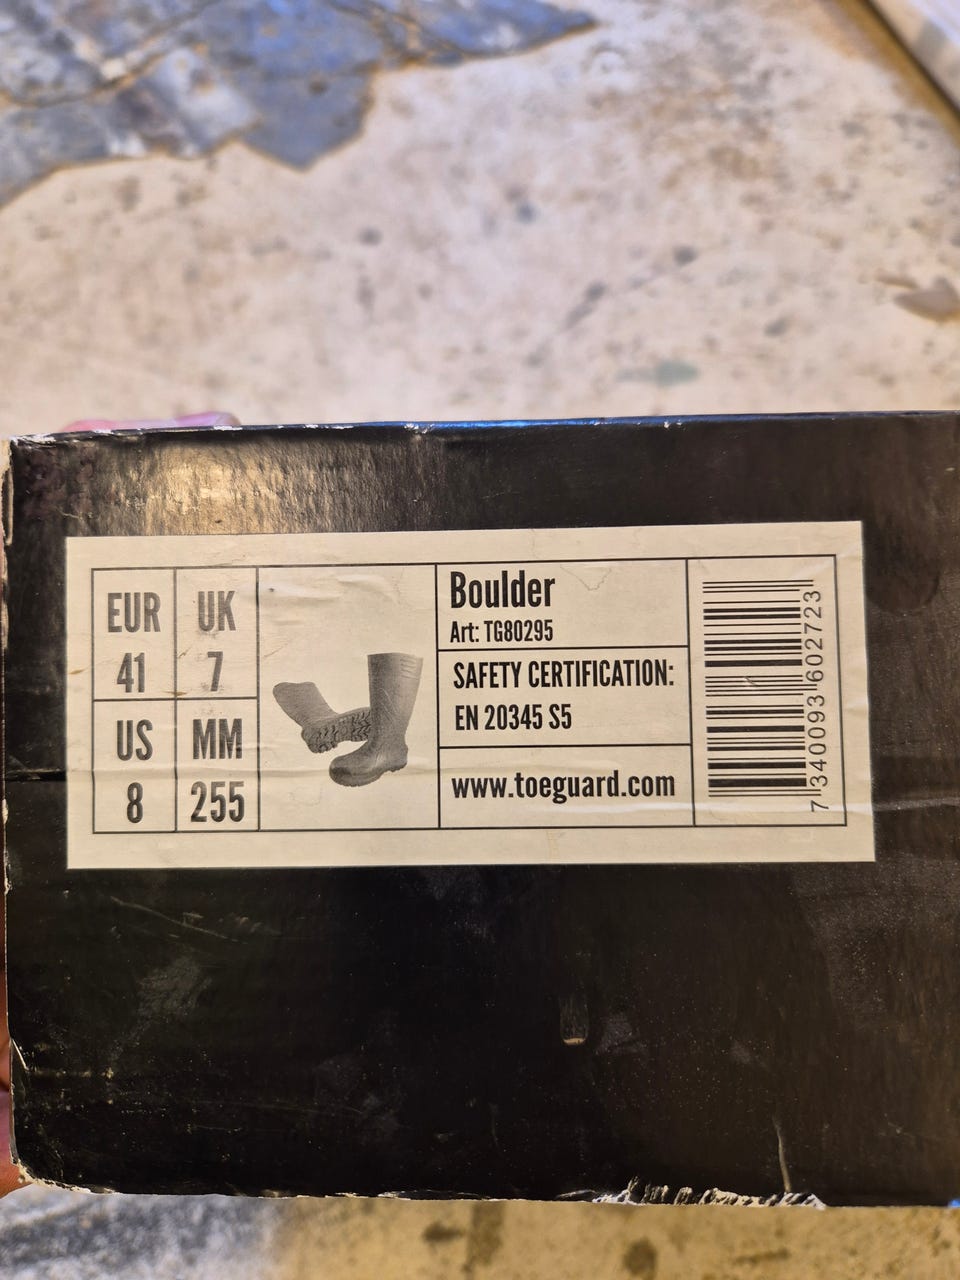 EUR
41
UK
7
US
8
MM
255
Boulder
Art: TG80295
SAFETY CERTIFICATION:
EN 20345 S5
www.toeguard.com
7 340093 602723